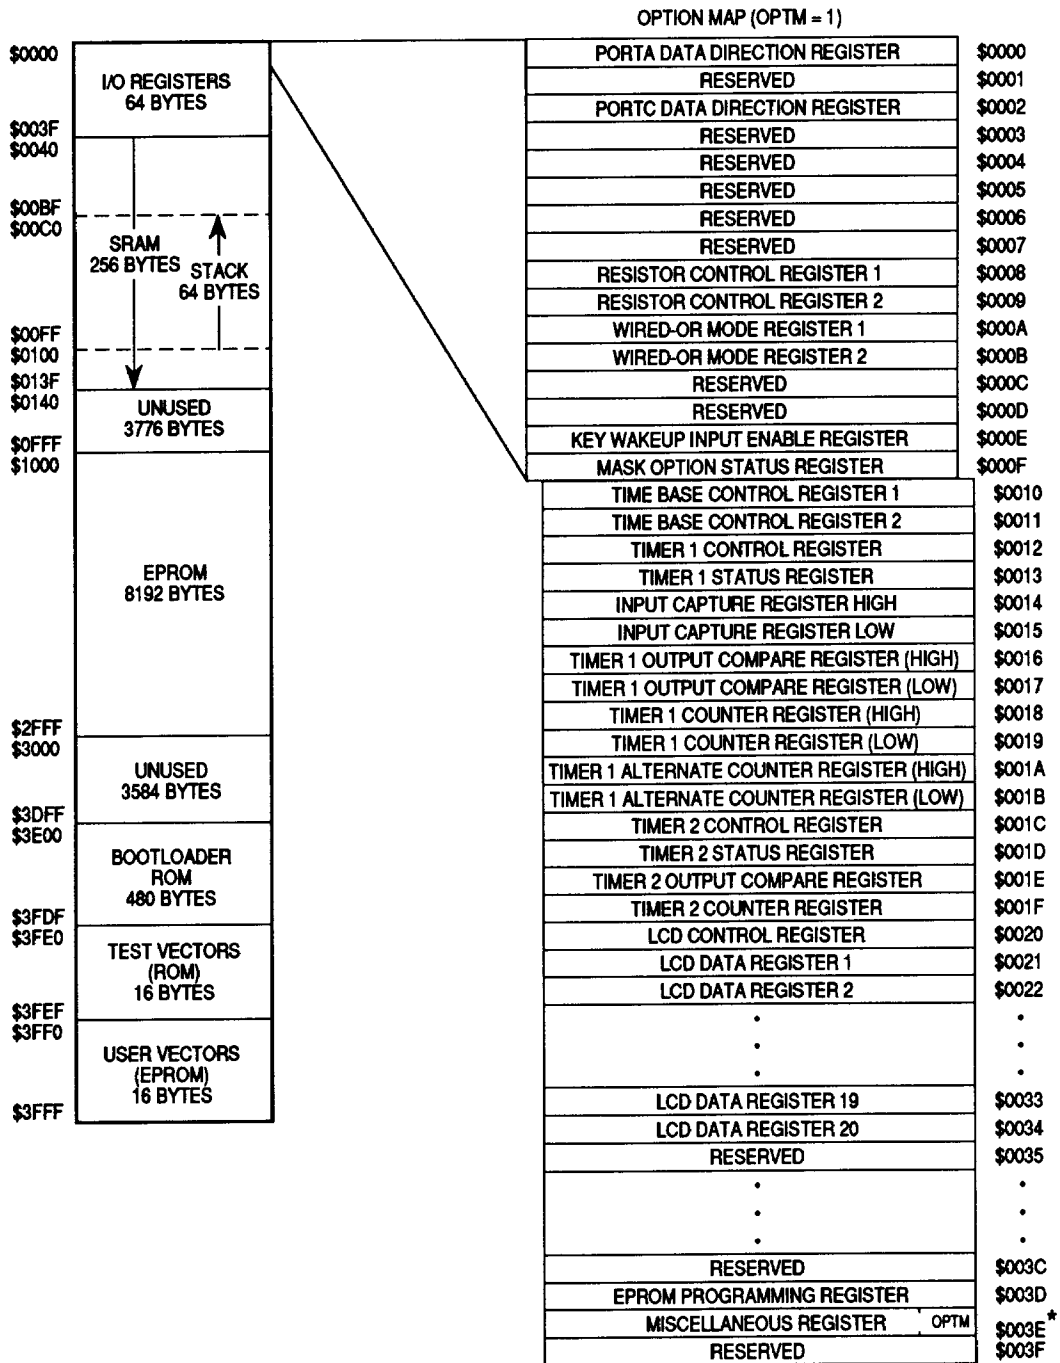 OPTION MAP (OPTM = 1)
$0000
I/O REGISTERS
64 BYTES
$003F
$0040
$00BF
$00C0
SRAM
256 BYTES
STACK
64 BYTES
$00FF
$0100
$013F
$0140
UNUSED
3776 BYTES
$0FFF
$1000
EPROM
8192 BYTES
$2FFF
$3000
UNUSED
3584 BYTES
$3DFF
$3E00
BOOTLOADER
ROM
480 BYTES
$3FDF
$3FE0
TEST VECTORS
(ROM)
16 BYTES
$3FEF
$3FF0
USER VECTORS
(EPROM)
16 BYTES
$3FFF
PORTA DATA DIRECTION REGISTER $0000
RESERVED $0001
PORTC DATA DIRECTION REGISTER $0002
RESERVED $0003
RESERVED $0004
RESERVED $0005
RESERVED $0006
RESERVED $0007
RESISTOR CONTROL REGISTER 1 $0008
RESISTOR CONTROL REGISTER 2 $0009
WIRED-OR MODE REGISTER 1 $000A
WIRED-OR MODE REGISTER 2 $000B
RESERVED $000C
RESERVED $000D
KEY WAKEUP INPUT ENABLE REGISTER $000E
MASK OPTION STATUS REGISTER $000F
TIME BASE CONTROL REGISTER 1 $0010
TIME BASE CONTROL REGISTER 2 $0011
TIMER 1 CONTROL REGISTER $0012
TIMER 1 STATUS REGISTER $0013
INPUT CAPTURE REGISTER HIGH $0014
INPUT CAPTURE REGISTER LOW $0015
TIMER 1 OUTPUT COMPARE REGISTER (HIGH) $0016
TIMER 1 OUTPUT COMPARE REGISTER (LOW) $0017
TIMER 1 COUNTER REGISTER (HIGH) $0018
TIMER 1 COUNTER REGISTER (LOW) $0019
TIMER 1 ALTERNATE COUNTER REGISTER (HIGH) $001A
TIMER 1 ALTERNATE COUNTER REGISTER (LOW) $001B
TIMER 2 CONTROL REGISTER $001C
TIMER 2 STATUS REGISTER $001D
TIMER 2 OUTPUT COMPARE REGISTER $001E
TIMER 2 COUNTER REGISTER $001F
LCD CONTROL REGISTER $0020
LCD DATA REGISTER 1 $0021
LCD DATA REGISTER 2 $0022
• •
• •
• •
LCD DATA REGISTER 19 $0033
LCD DATA REGISTER 20 $0034
RESERVED $0035
• •
• •
• •
RESERVED $003C
EPROM PROGRAMMING REGISTER $003D
MISCELLANEOUS REGISTER OPTM $003E*
RESERVED $003F